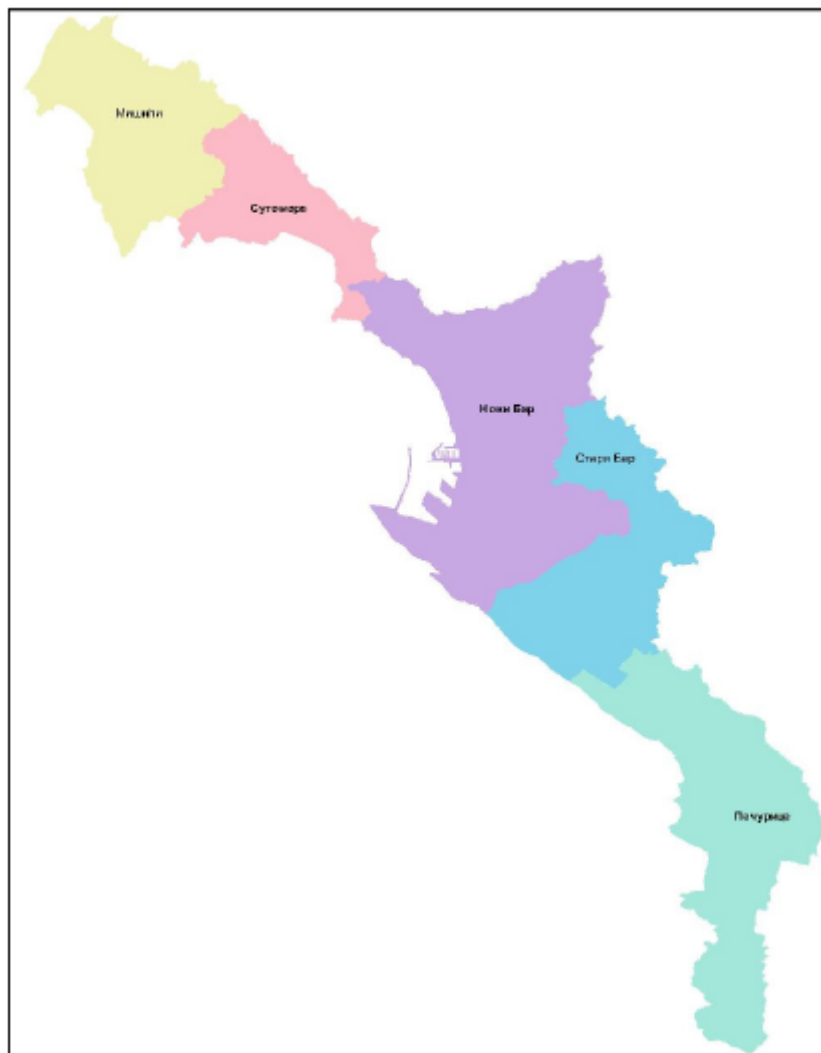 Мишићи
Сутоморе
Нови Бар
Стари Бар
Печурице